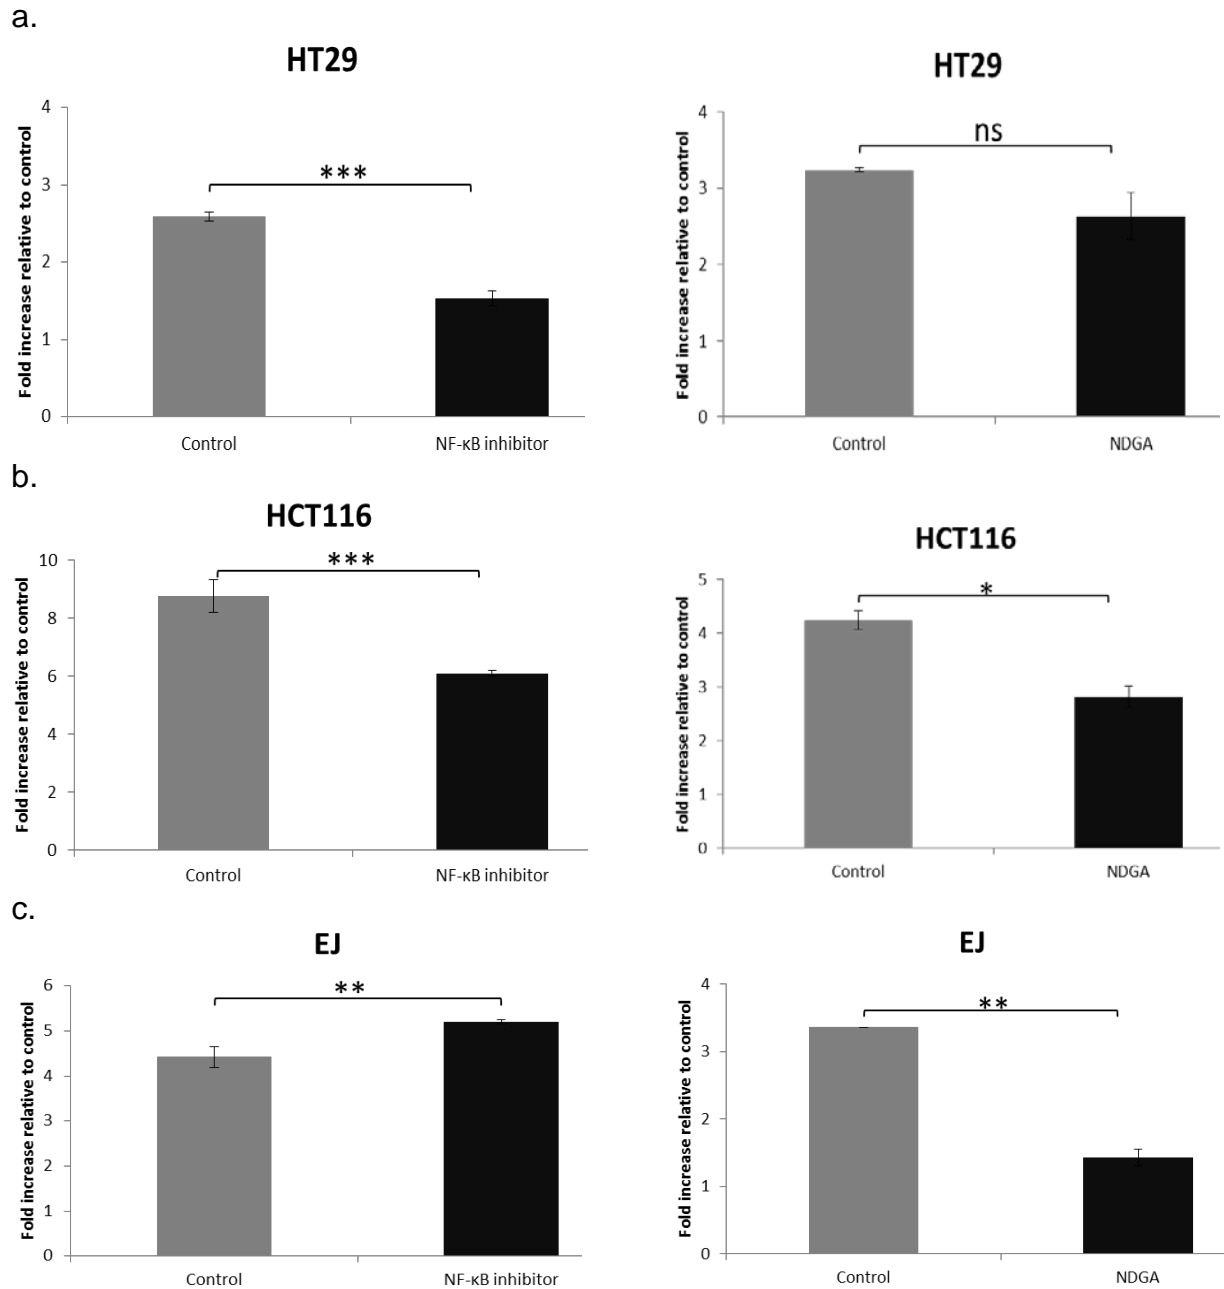 a.
HT29
Fold increase relative to control
4
3
2
1
0
***
Control
NF-κB inhibitor
HT29
Fold increase relative to control
4
3
2
1
0
ns
Control
NDGA
b.
HCT116
Fold increase relative to control
10
8
6
4
2
0
***
Control
NF-κB inhibitor
HCT116
Fold increase relative to control
5
4
3
2
1
0
*
Control
NDGA
c.
EJ
Fold increase relative to control
6
5
4
3
2
1
0
**
Control
NF-κB inhibitor
EJ
Fold increase relative to control
4
3
2
1
0
**
Control
NDGA